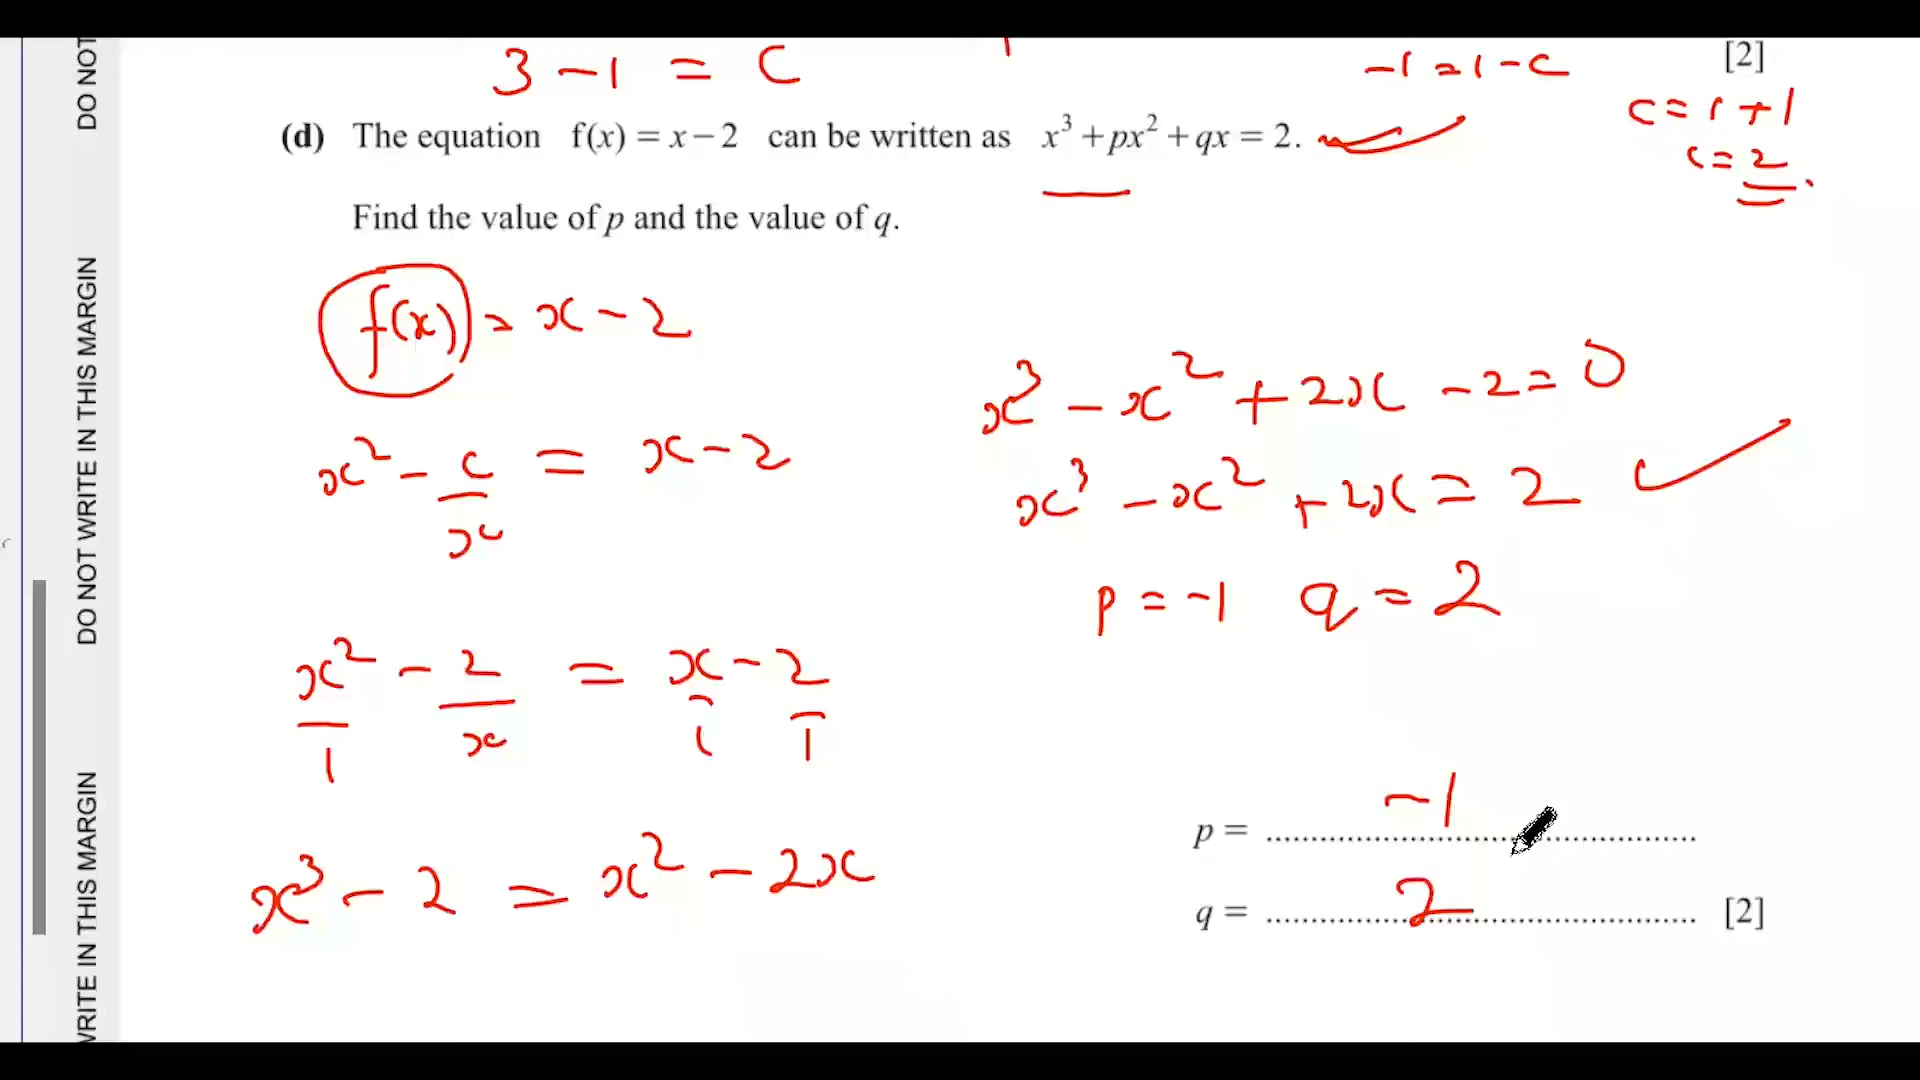 3 - 1 = C
-1 = 1 - c
[2]
c = 1 + 1
c = 2
(d) The equation f(x) = x − 2 can be written as x³ + px² + qx = 2.
Find the value of p and the value of q.
f(x) = x - 2
x² - c/x = x - 2
x²/1 - 2/x = x/1 - 2/1
x³ - 2 = x² - 2x
x³ - x² + 2x - 2 = 0
x³ - x² + 2x = 2
p = -1 q = 2
p = -1
q = 2 [2]
DO NOT
DO NOT WRITE IN THIS MARGIN
WRITE IN THIS MARGIN